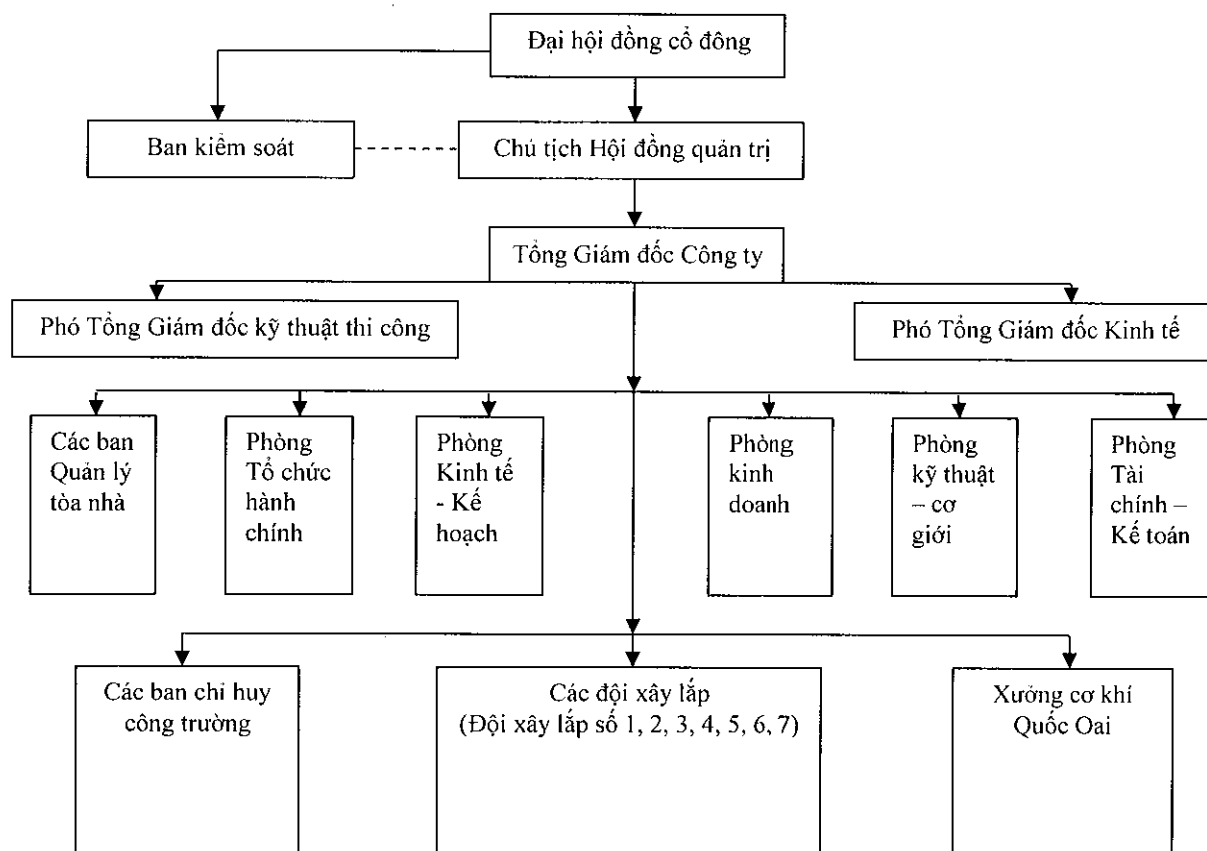 Đại hội đồng cổ đông
Ban kiểm soát
Chủ tịch Hội đồng quản trị
Tổng Giám đốc Công ty
Phó Tổng Giám đốc kỹ thuật thi công
Phó Tổng Giám đốc Kinh tế
Các ban
Quản lý
tòa nhà
Phòng
Tổ chức
hành
chính
Phòng
Kinh tế
- Kế
hoạch
Phòng
kinh
doanh
Phòng
kỹ thuật
– cơ
giới
Phòng
Tài
chính –
Kế toán
Các ban chỉ huy
công trường
Các đội xây lắp
(Đội xây lắp số 1, 2, 3, 4, 5, 6, 7)
Xưởng cơ khí
Quốc Oai